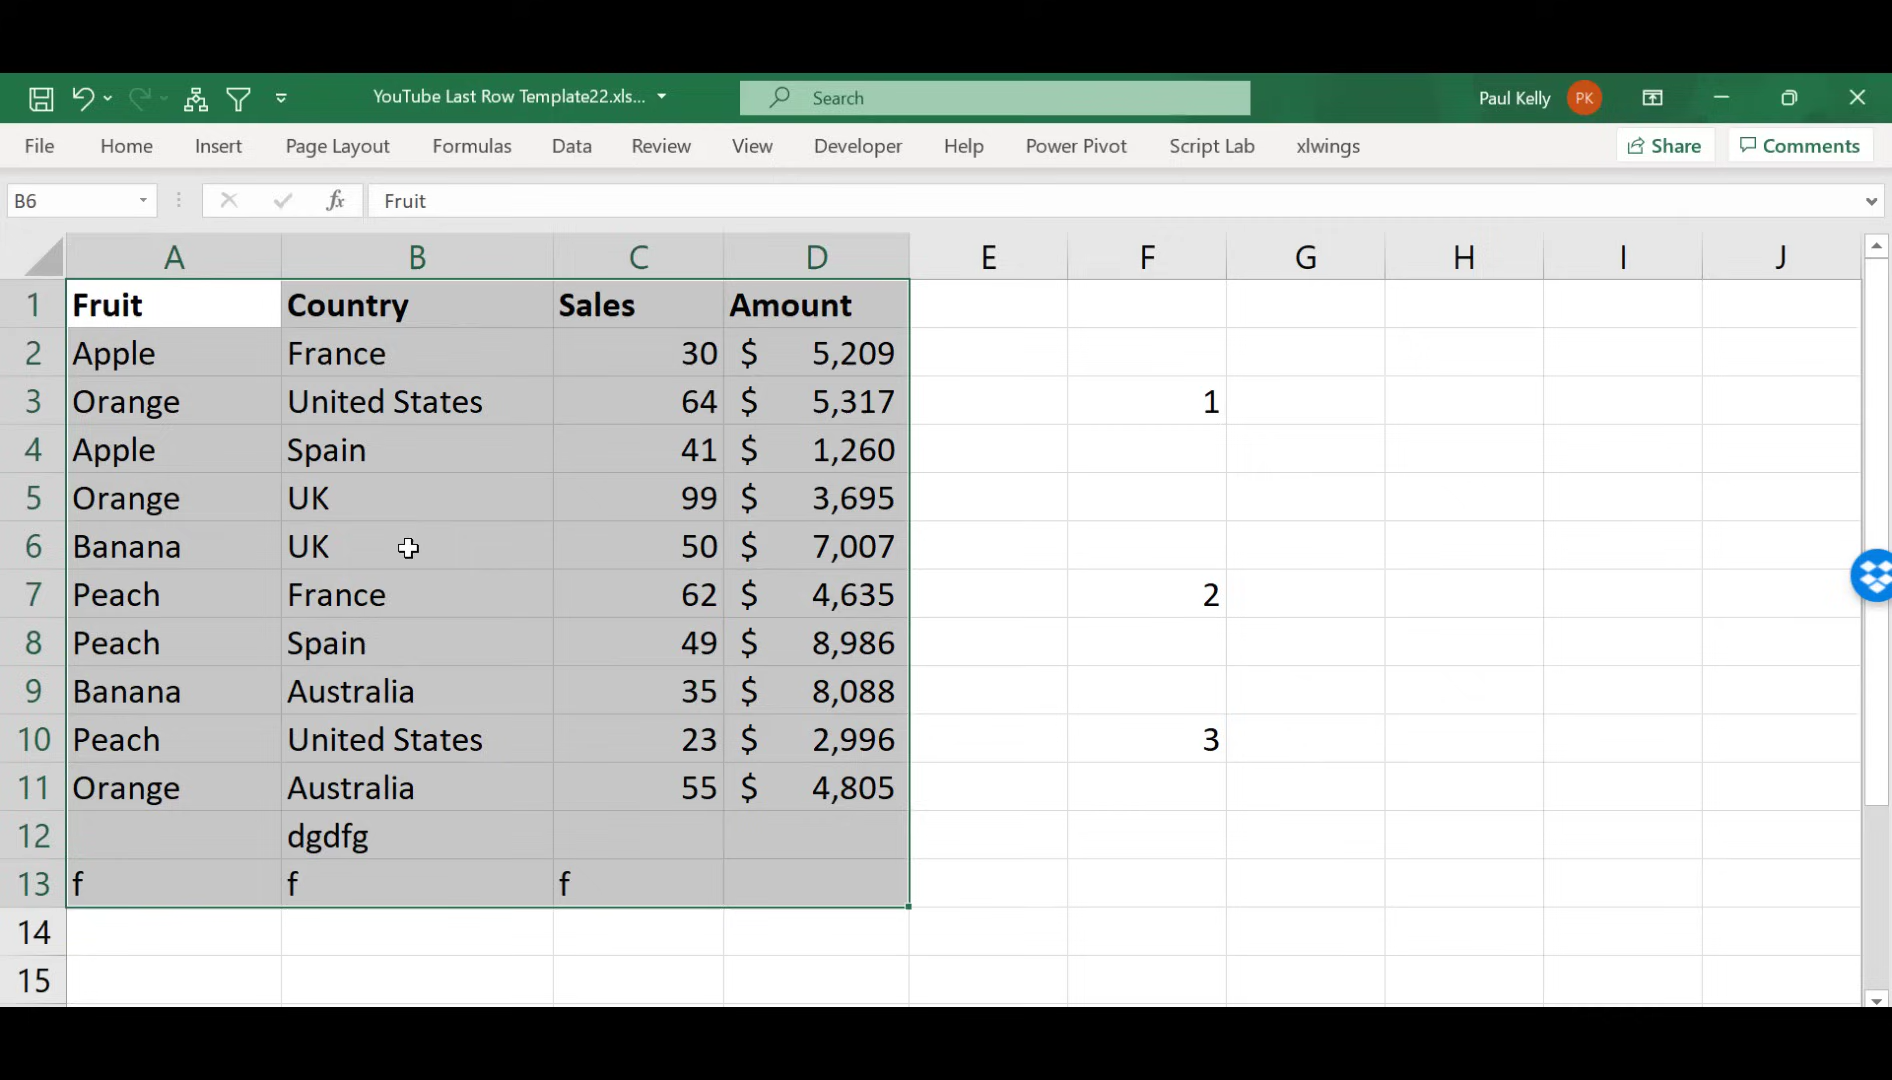 YouTube Last Row Template22.xls...
Search
Paul Kelly PK
File Home Insert Page Layout Formulas Data Review View Developer Help Power Pivot Script Lab xlwings Share Comments
B6 fx Fruit
A B C D E F G H I J
1 Fruit Country Sales Amount
2 Apple France 30 $ 5,209
3 Orange United States 64 $ 5,317 1
4 Apple Spain 41 $ 1,260
5 Orange UK 99 $ 3,695
6 Banana UK 50 $ 7,007
7 Peach France 62 $ 4,635 2
8 Peach Spain 49 $ 8,986
9 Banana Australia 35 $ 8,088
10 Peach United States 23 $ 2,996 3
11 Orange Australia 55 $ 4,805
12 dgdfg
13 f f f
14
15